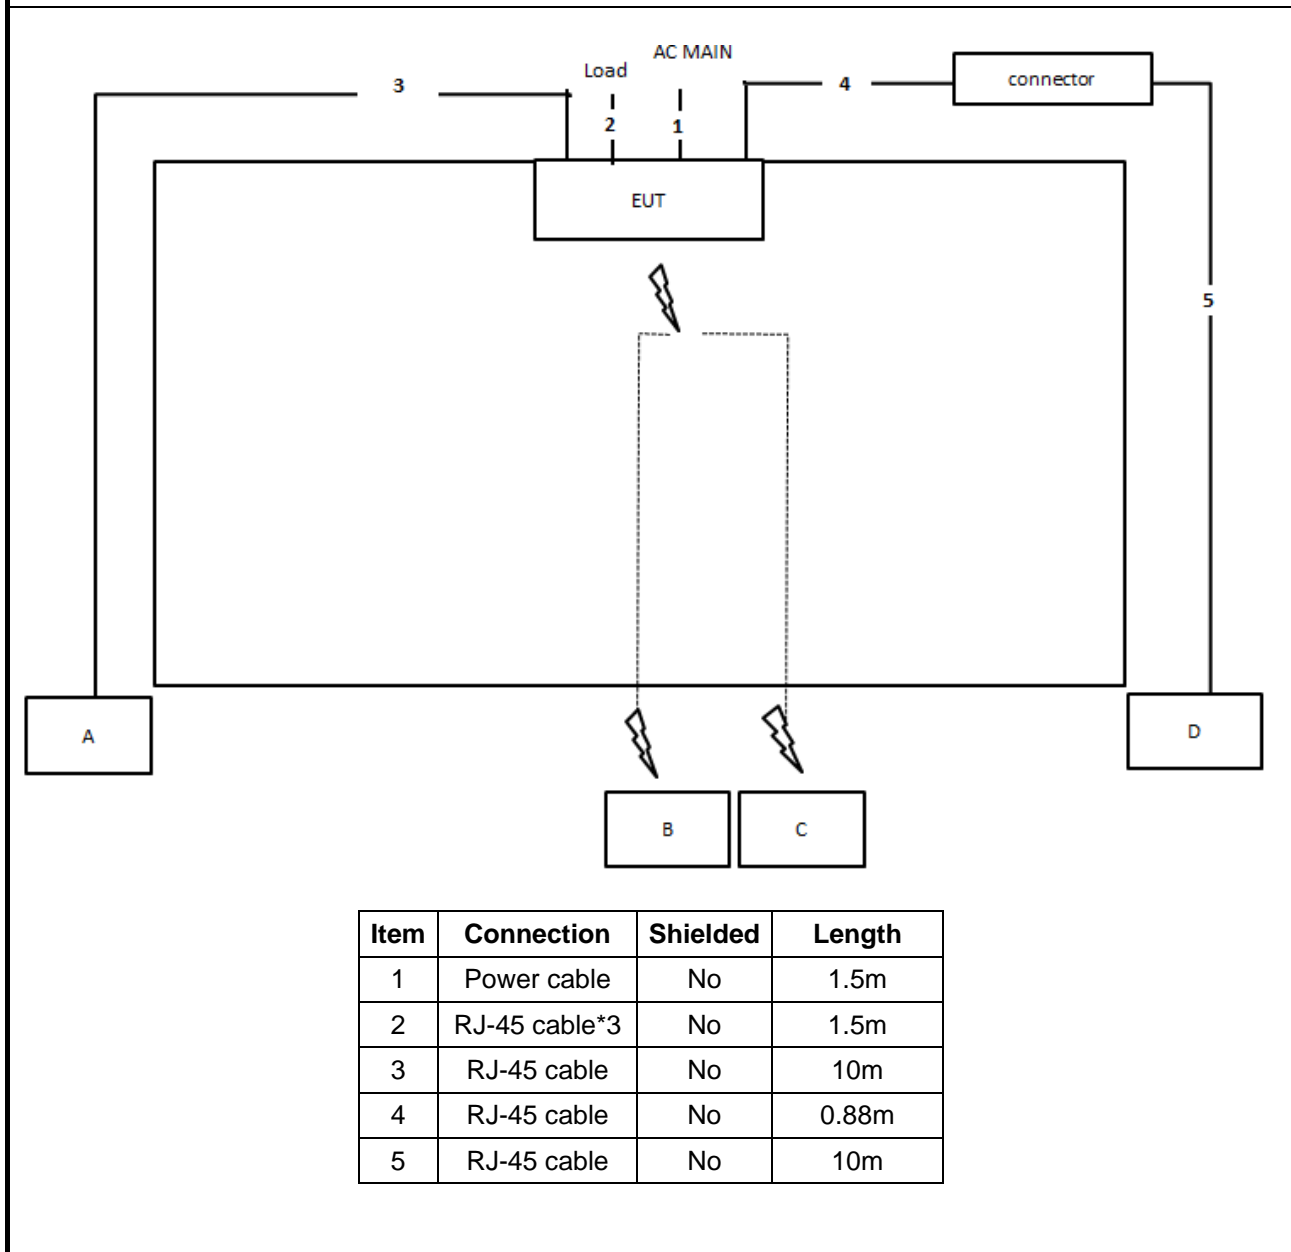 AC MAIN
Load
3
4
connector
2
1
EUT
5
A
D
B
C
Item Connection Shielded Length
1 Power cable No 1.5m
2 RJ-45 cable*3 No 1.5m
3 RJ-45 cable No 10m
4 RJ-45 cable No 0.88m
5 RJ-45 cable No 10m